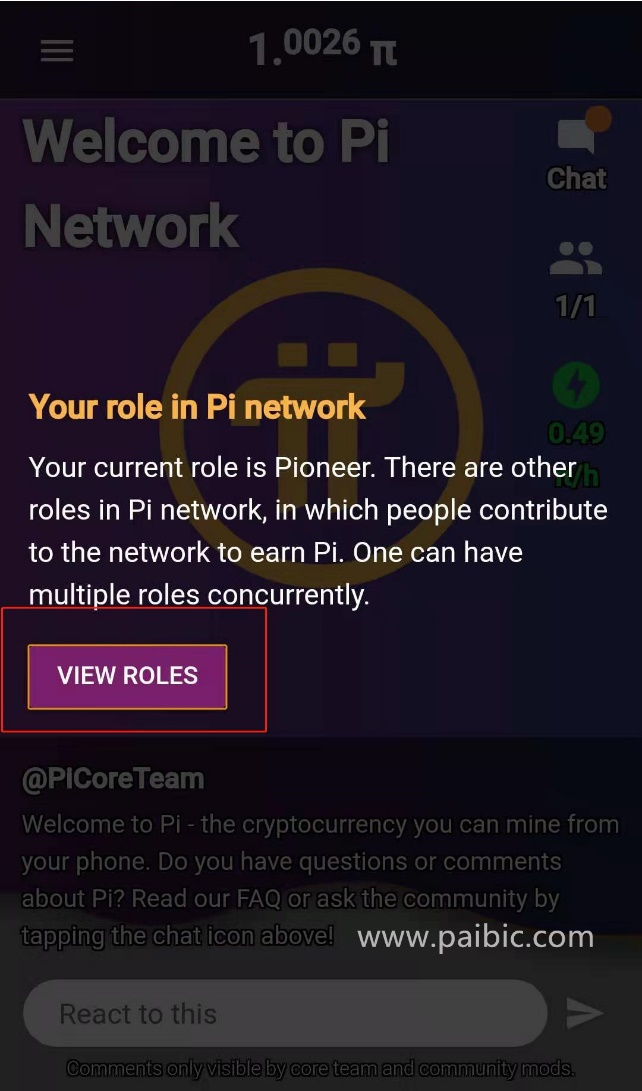 1.0026 π
Welcome to Pi
Chat
Network
1/1
Your role in Pi network
0.49
Your current role is Pioneer. There are other
π/h
roles in Pi network, in which people contribute
to the network to earn Pi. One can have
multiple roles concurrently.
VIEW ROLES
@PICoreTeam
Welcome to Pi - the cryptocurrency you can mine from
your phone. Do you have questions or comments
about Pi? Read our FAQ or ask the community by
tapping the chat icon above!
www.paibic.com
React to this
Comments only visible by core team and community mods.